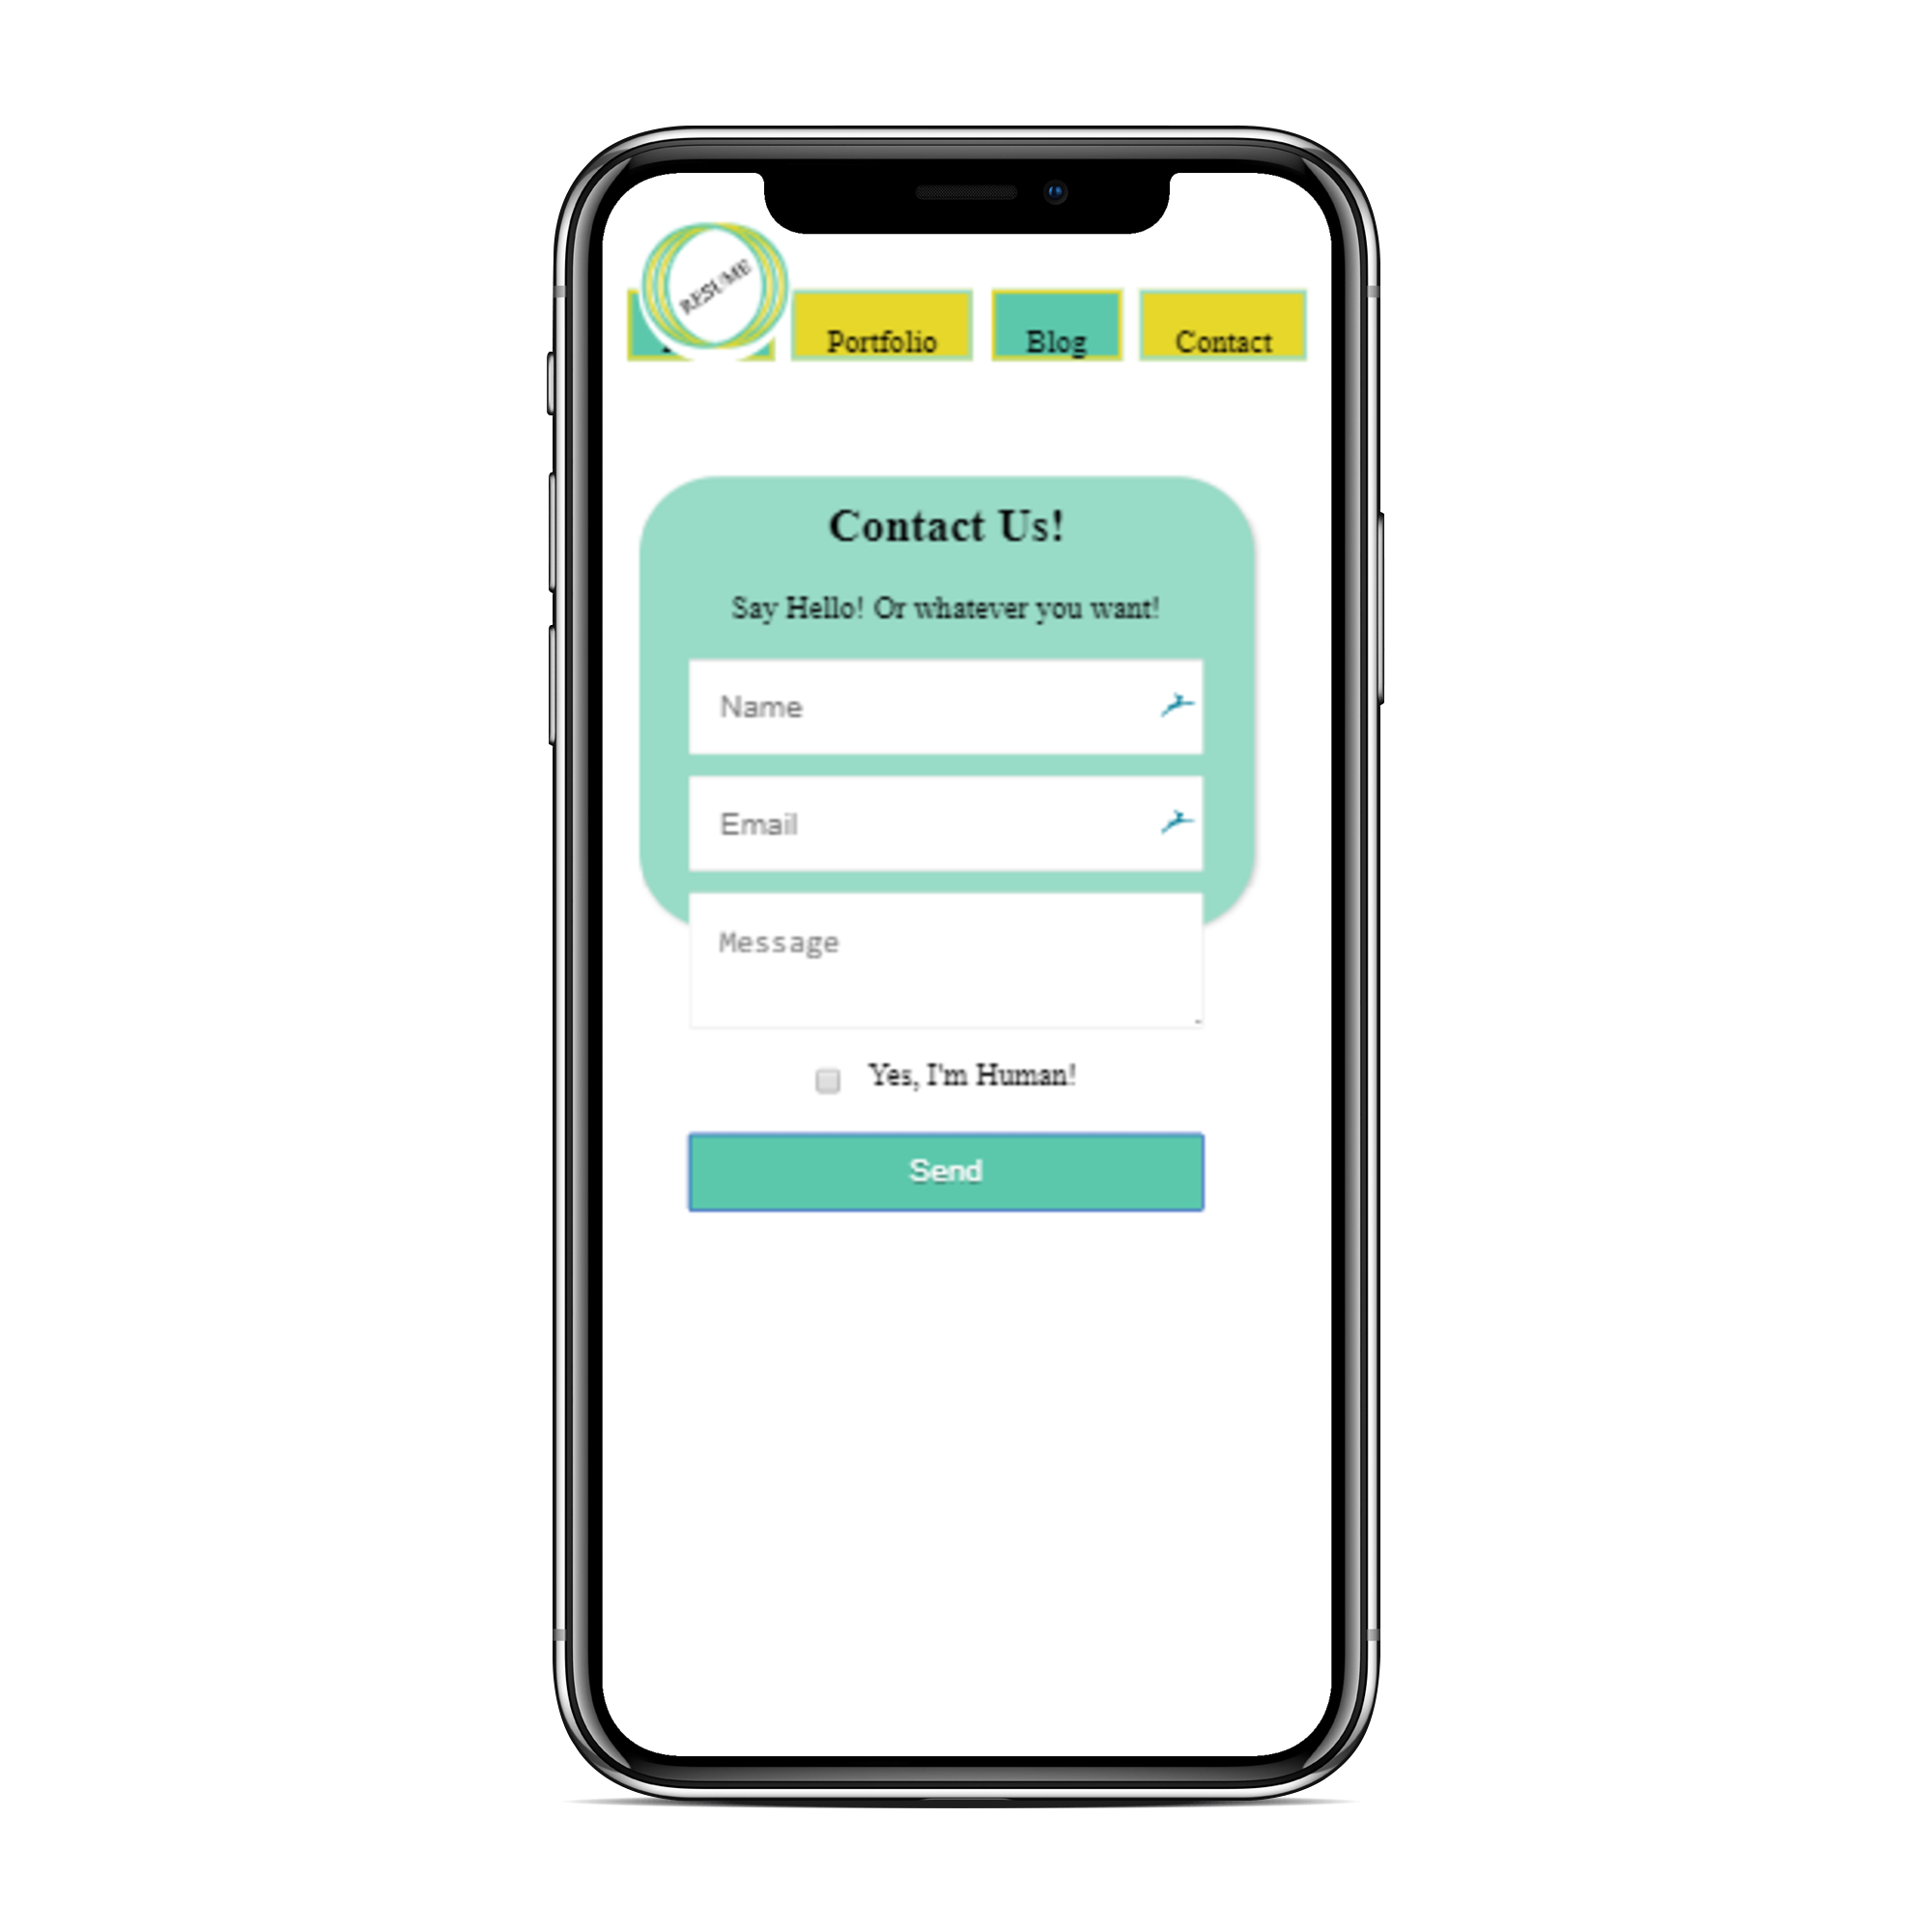 RESUME
Portfolio
Blog
Contact
Contact Us!
Say Hello! Or whatever you want!
Name
Email
Message
Yes, I'm Human!
Send